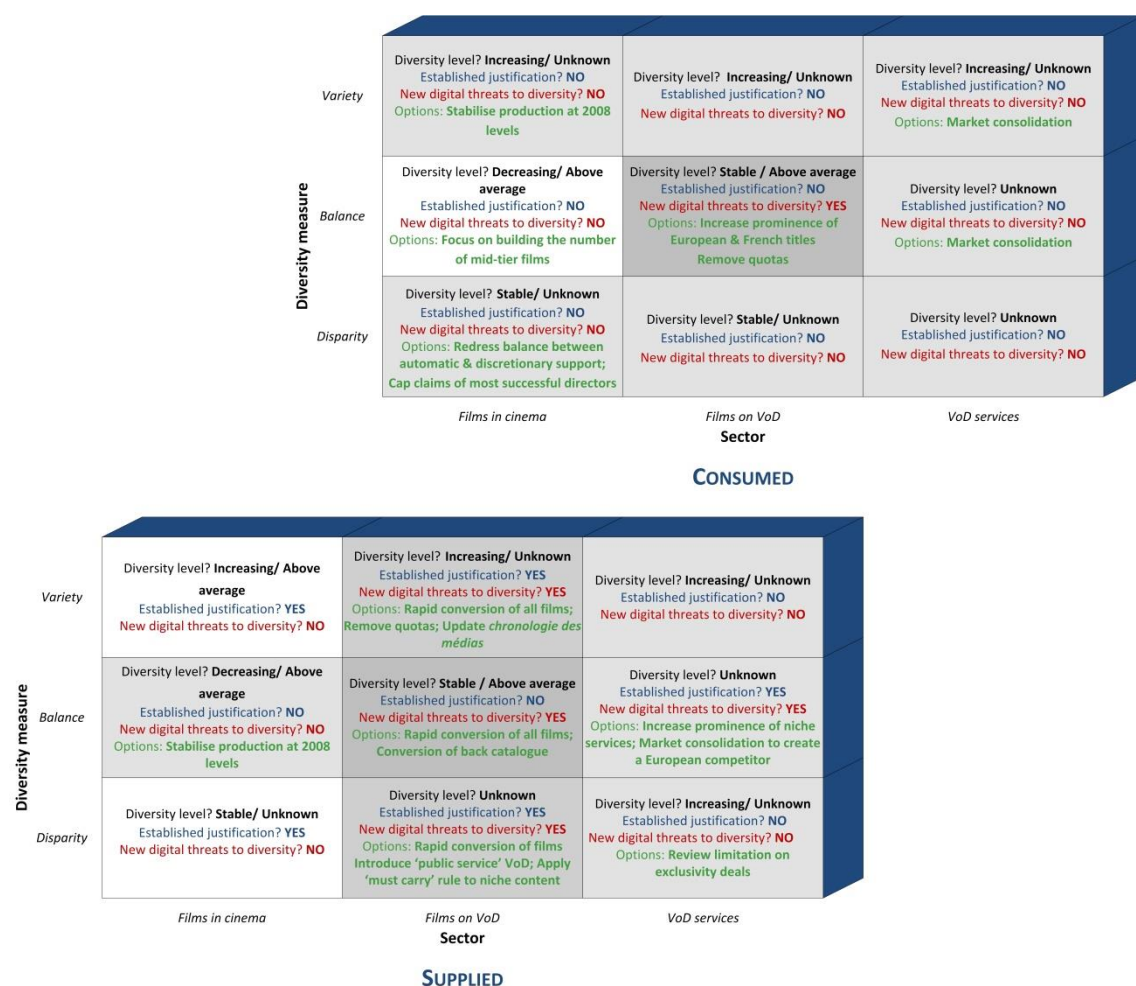 Diversity measure
Variety
Diversity level? Increasing/ Unknown
Established justification? NO
New digital threats to diversity? NO
Options: Stabilise production at 2008
levels
Diversity level?  Increasing/ Unknown
Established justification? NO
New digital threats to diversity? NO
Diversity level? Increasing/ Unknown
Established justification? NO
New digital threats to diversity? NO
Options: Market consolidation
Balance
Diversity level? Decreasing/ Above
average
Established justification? NO
New digital threats to diversity? NO
Options: Focus on building the number
of mid-tier films
Diversity level? Stable / Above average
Established justification? NO
New digital threats to diversity? YES
Options: Increase prominence of
European & French titles
Remove quotas
Diversity level? Unknown
Established justification? NO
New digital threats to diversity? NO
Options: Market consolidation
Disparity
Diversity level? Stable/ Unknown
Established justification? NO
New digital threats to diversity? NO
Options: Redress balance between
automatic & discretionary support;
Cap claims of most successful directors
Diversity level? Stable/ Unknown
Established justification? NO
New digital threats to diversity? NO
Diversity level? Unknown
Established justification? NO
New digital threats to diversity? NO
Films in cinema
Films on VoD
VoD services
Sector
CONSUMED
Diversity measure
Variety
Diversity level? Increasing/ Above
average
Established justification? YES
New digital threats to diversity? NO
Diversity level? Increasing/ Unknown
Established justification? YES
New digital threats to diversity? YES
Options: Rapid conversion of all films;
Remove quotas; Update chronologie des
médias
Diversity level? Increasing/ Unknown
Established justification? NO
New digital threats to diversity? NO
Balance
Diversity level? Decreasing/ Above
average
Established justification? NO
New digital threats to diversity? NO
Options: Stabilise production at 2008
levels
Diversity level? Stable / Above average
Established justification? NO
New digital threats to diversity? YES
Options: Rapid conversion of all films;
Conversion of back catalogue
Diversity level? Unknown
Established justification? YES
New digital threats to diversity? YES
Options: Increase prominence of niche
services; Market consolidation to create
a European competitor
Disparity
Diversity level? Stable/ Unknown
Established justification? YES
New digital threats to diversity? NO
Diversity level? Unknown
Established justification? YES
New digital threats to diversity? YES
Options: Rapid conversion of films
Introduce ‘public service’ VoD; Apply
‘must carry’ rule to niche content
Diversity level? Increasing/ Unknown
Established justification? NO
New digital threats to diversity? NO
Options: Review limitation on
exclusivity deals
Films in cinema
Films on VoD
VoD services
Sector
SUPPLIED